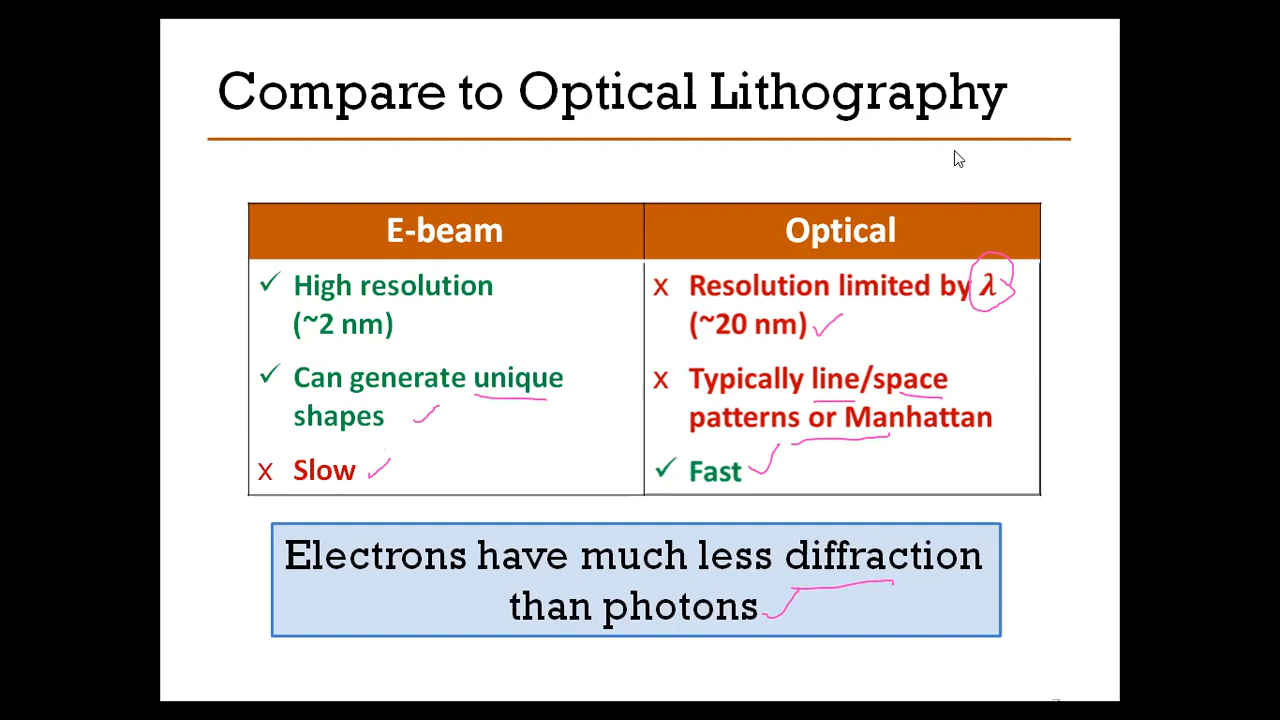 Compare to Optical Lithography
E-beam
Optical
✓ High resolution
(~2 nm)
✓ Can generate unique
shapes
x Slow
x Resolution limited by λ
(~20 nm)
x Typically line/space
patterns or Manhattan
✓ Fast
Electrons have much less diffraction
than photons